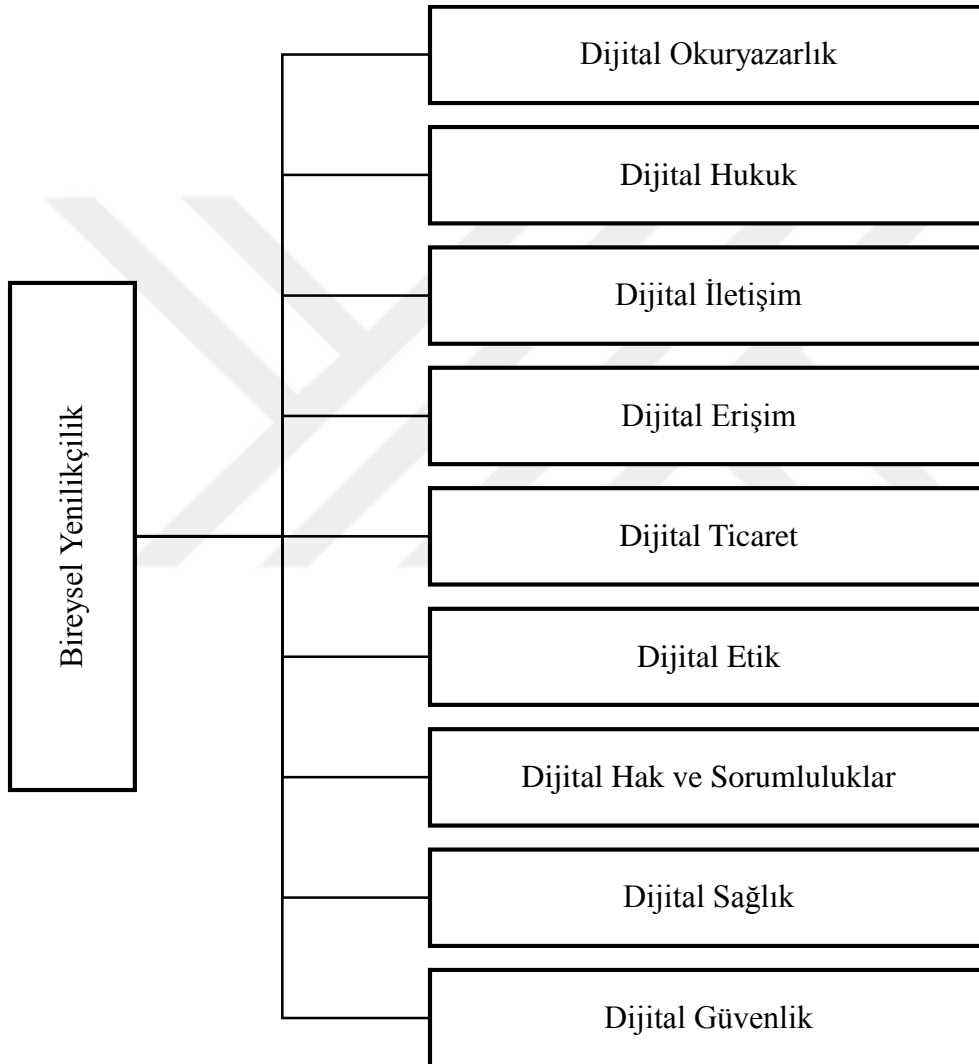 Dijital Okuryazarlık
Dijital Hukuk
Dijital İletişim
Dijital Erişim
Bireysel Yenilikçilik
Dijital Ticaret
Dijital Etik
Dijital Hak ve Sorumluluklar
Dijital Sağlık
Dijital Güvenlik